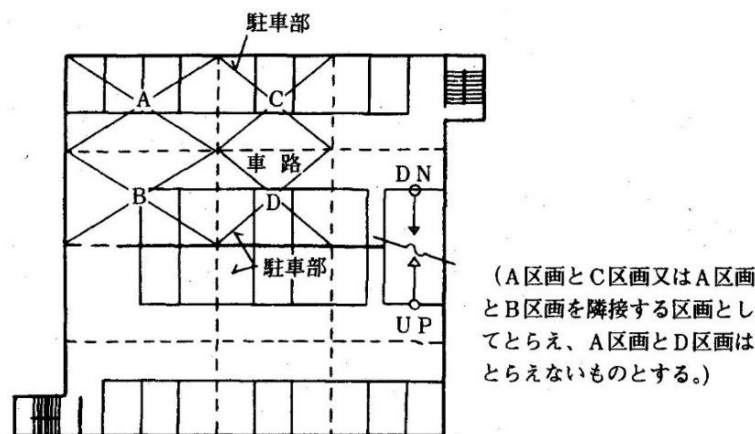 駐車部
A
C
車路
DN
B
D
駐車部
UP
(A区画とC区画又はA区画
とB区画を隣接する区画とし
てとらえ、A区画とD区画は
とらえないものとする。)